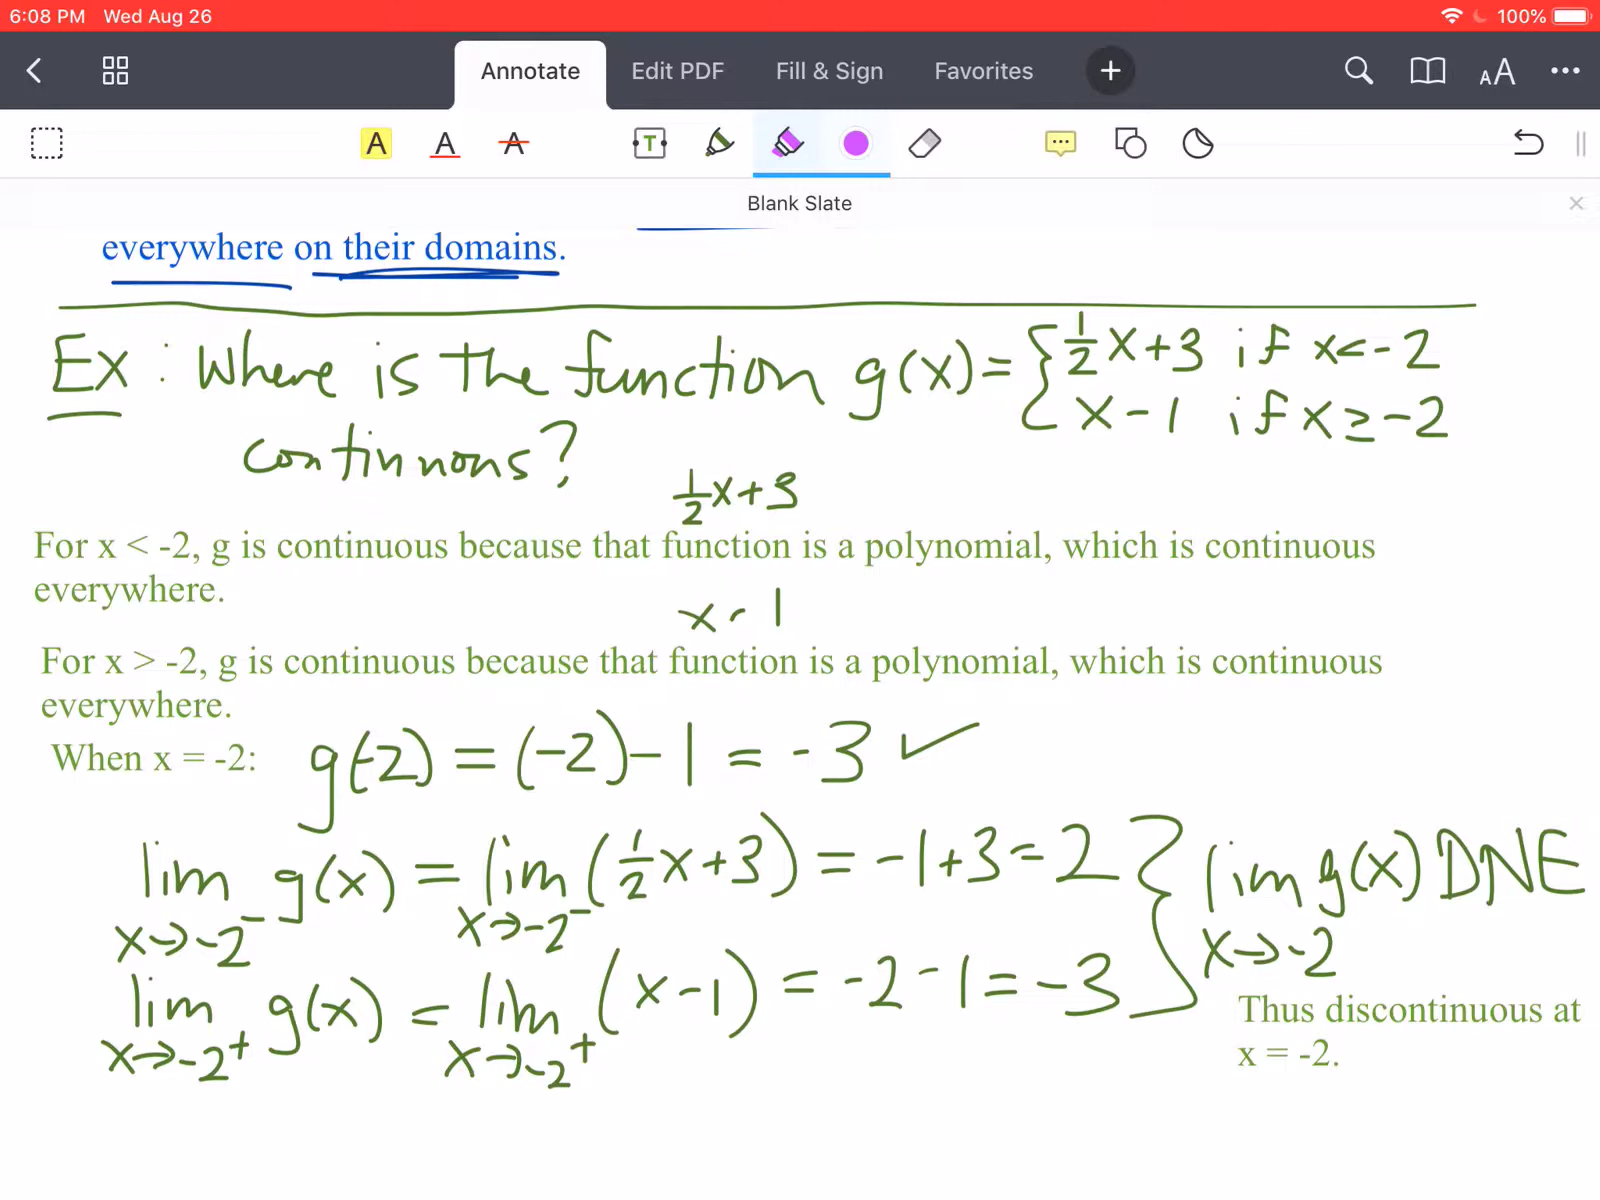 6:08 PM Wed Aug 26 100%
Annotate Edit PDF Fill & Sign Favorites +
AA
A A A T
Blank Slate
everywhere on their domains.
Ex: Where is the function g(x) = { 1/2 x + 3 if x < -2
x - 1 if x ≥ -2
continuous?
1/2 x + 3
For x < -2, g is continuous because that function is a polynomial, which is continuous
everywhere.
x - 1
For x > -2, g is continuous because that function is a polynomial, which is continuous
everywhere.
When x = -2: g(-2) = (-2) - 1 = -3 ✓
lim x→-2⁻ g(x) = lim x→-2⁻ (1/2 x + 3) = -1 + 3 = 2 } lim x→-2 g(x) DNE
lim x→-2⁺ g(x) = lim x→-2⁺ (x - 1) = -2 - 1 = -3
Thus discontinuous at
x = -2.